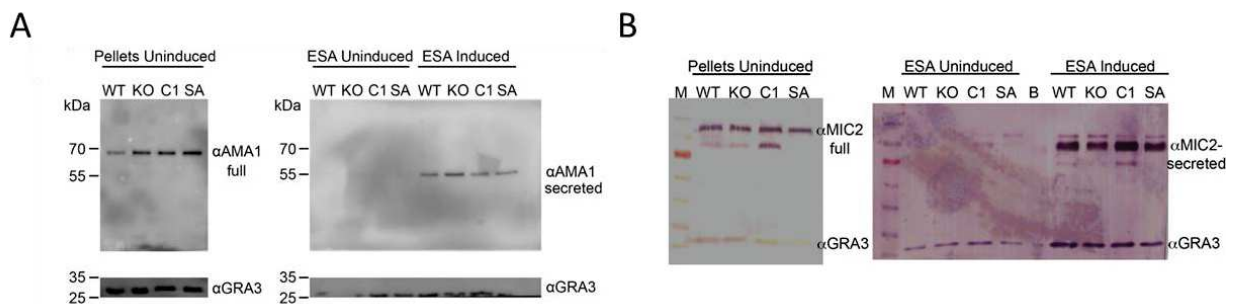 A
Pellets Uninduced
WT KO C1 SA
kDa
70
55
αAMA1
full
35
25
αGRA3
ESA Uninduced ESA Induced
WT KO C1 SA WT KO C1 SA
kDa
70
55
αAMA1
secreted
35
25
αGRA3
B
Pellets Uninduced
M WT KO C1 SA
αMIC2
full
αGRA3
ESA Uninduced ESA Induced
M WT KO C1 SA B WT KO C1 SA
αMIC2-
secreted
αGRA3